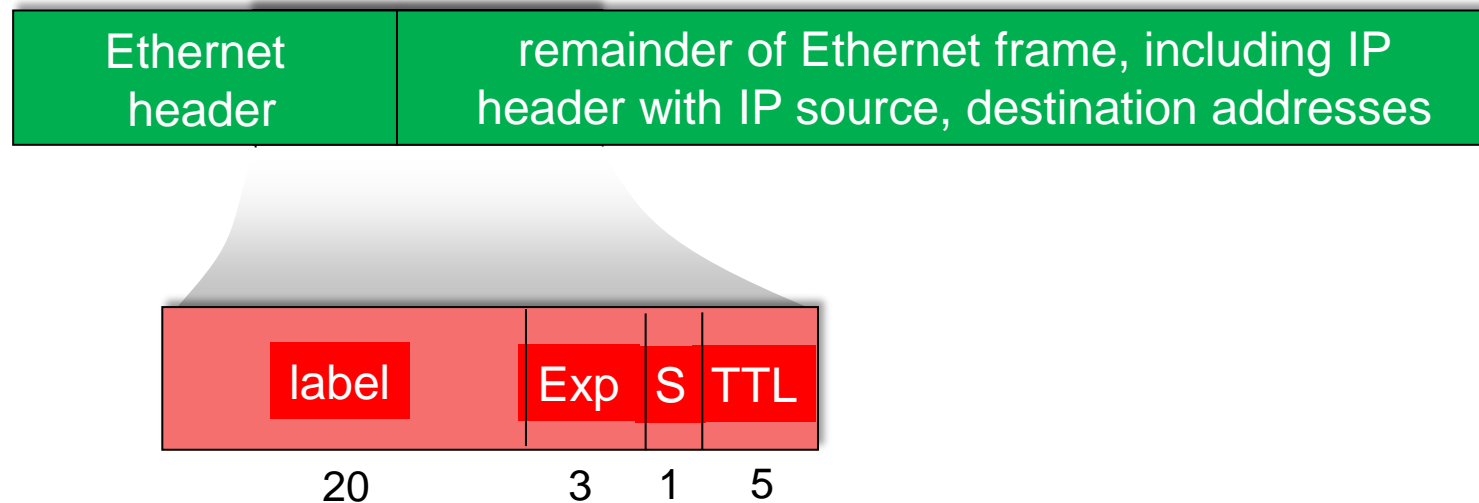 Ethernet
header
remainder of Ethernet frame, including IP
header with IP source, destination addresses
label Exp S TTL
20 3 1 5